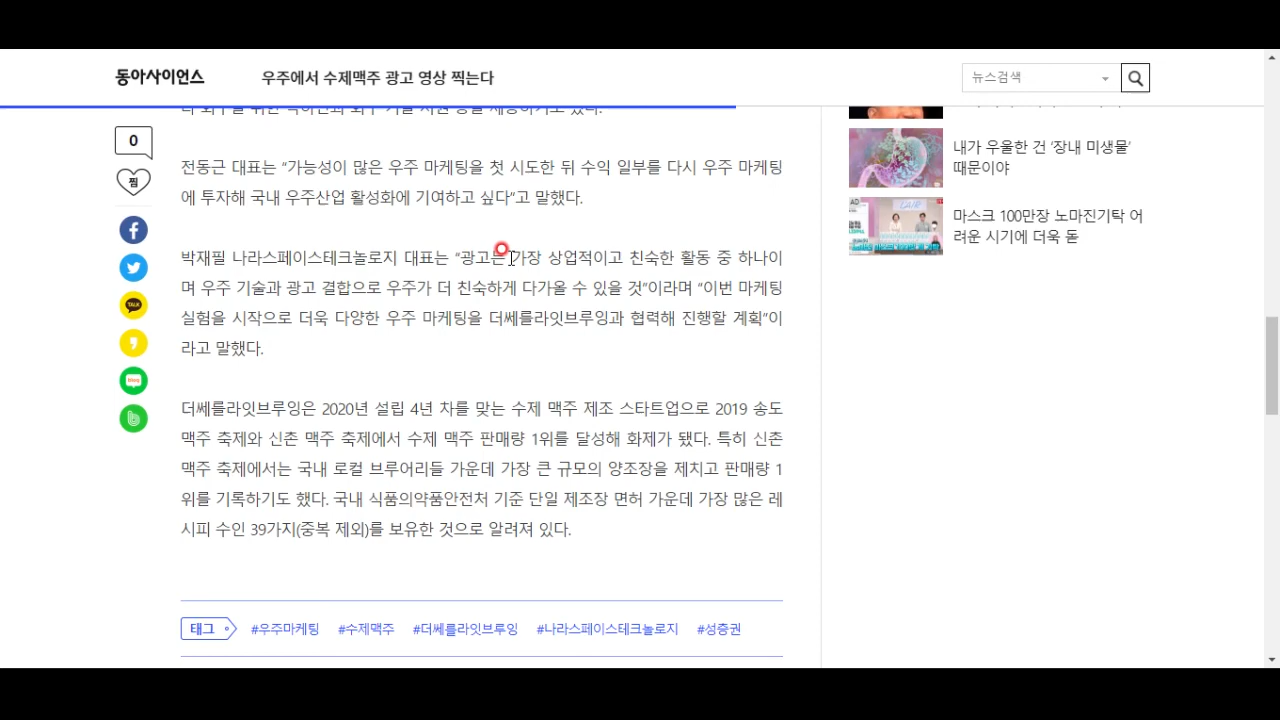 동아사이언스
우주에서 수제맥주 광고 영상 찍는다
뉴스검색
0
찜
전동근 대표는 “가능성이 많은 우주 마케팅을 첫 시도한 뒤 수익 일부를 다시 우주 마케팅
에 투자해 국내 우주산업 활성화에 기여하고 싶다”고 말했다.
박재필 나라스페이스테크놀로지 대표는 “광고는 가장 상업적이고 친숙한 활동 중 하나이
며 우주 기술과 광고 결합으로 우주가 더 친숙하게 다가올 수 있을 것”이라며 “이번 마케팅
실험을 시작으로 더욱 다양한 우주 마케팅을 더쎄를라잇브루잉과 협력해 진행할 계획”이
라고 말했다.
더쎄를라잇브루잉은 2020년 설립 4년 차를 맞는 수제 맥주 제조 스타트업으로 2019 송도
맥주 축제와 신촌 맥주 축제에서 수제 맥주 판매량 1위를 달성해 화제가 됐다. 특히 신촌
맥주 축제에서는 국내 로컬 브루어리들 가운데 가장 큰 규모의 양조장을 제치고 판매량 1
위를 기록하기도 했다. 국내 식품의약품안전처 기준 단일 제조장 면허 가운데 가장 많은 레
시피 수인 39가지(중복 제외)를 보유한 것으로 알려져 있다.
태그
#우주마케팅 #수제맥주 #더쎄를라잇브루잉 #나라스페이스테크놀로지 #성층권
TALK
blog
내가 우울한 건 ‘장내 미생물’
때문이야
AD
마스크 100만장 노마진기탁 어
려운 시기에 더욱 돋